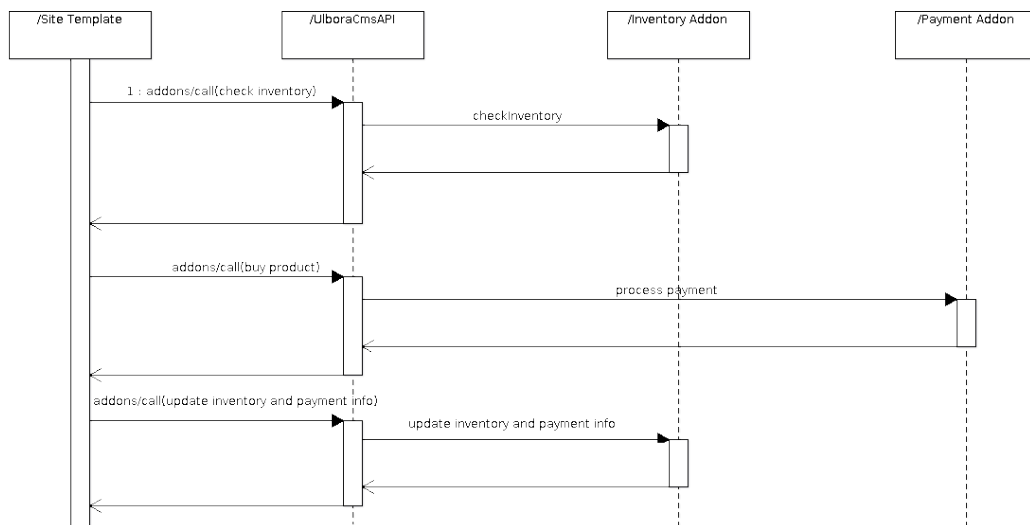 /Site Template
/UlboraCmsAPI
/Inventory Addon
/Payment Addon
1 : addons/call(check inventory)
checkInventory
addons/call(buy product)
process payment
addons/call(update inventory and payment info)
update inventory and payment info